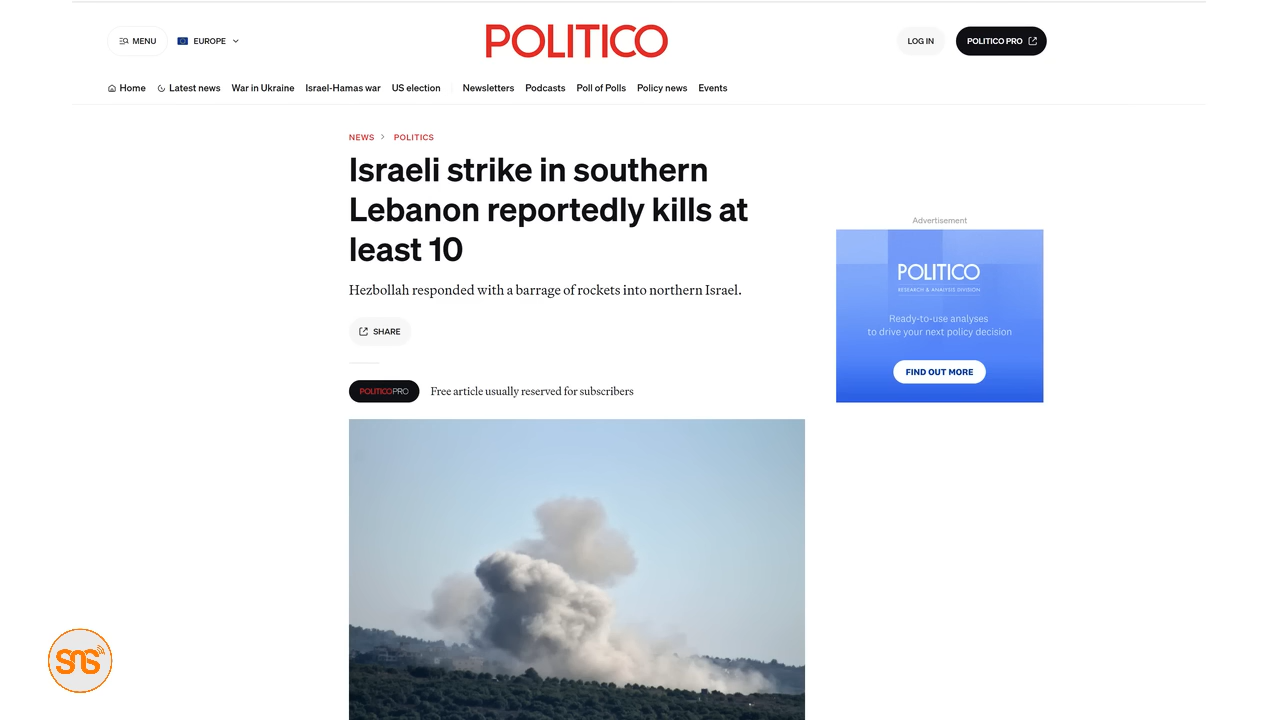 MENU
EUROPE
POLITICO
LOG IN
POLITICO PRO
Home
Latest news
War in Ukraine
Israel-Hamas war
US election
Newsletters
Podcasts
Poll of Polls
Policy news
Events
NEWS
POLITICS
Israeli strike in southern
Lebanon reportedly kills at
least 10
Hezbollah responded with a barrage of rockets into northern Israel.
SHARE
POLITICO PRO
Free article usually reserved for subscribers
Advertisement
POLITICO
RESEARCH & ANALYSIS DIVISION
Ready-to-use analyses
to drive your next policy decision
FIND OUT MORE
SNS